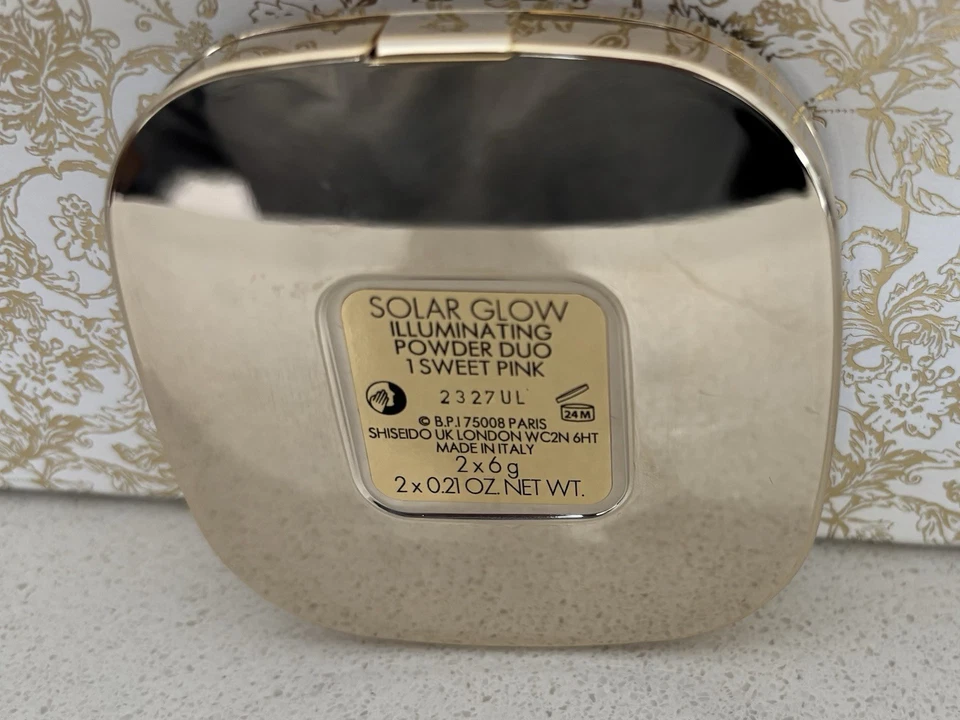 SOLAR GLOW
ILLUMINATING
POWDER DUO
1 SWEET PINK
2327UL
24 M
© B.P.I 75008 PARIS
SHISEIDO UK LONDON WC2N 6HT
MADE IN ITALY
2 x 6 g
2 x 0.21 OZ. NET WT.